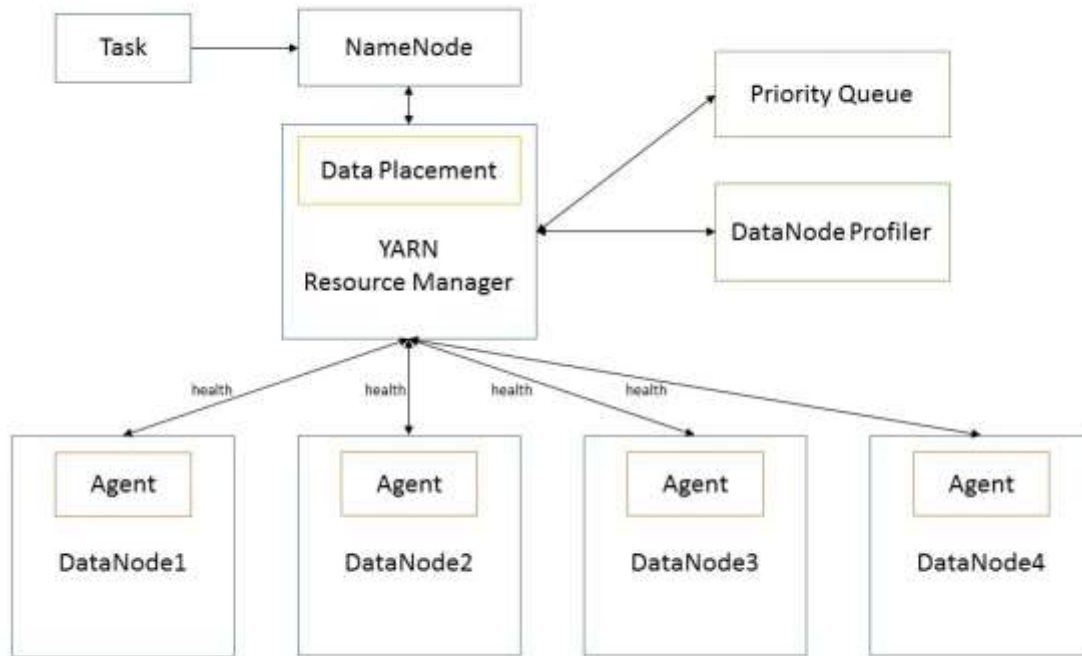 Task
NameNode
Priority Queue
Data Placement
DataNode Profiler
YARN
Resource Manager
health
health
health
health
Agent
Agent
Agent
Agent
DataNode1
DataNode2
DataNode3
DataNode4